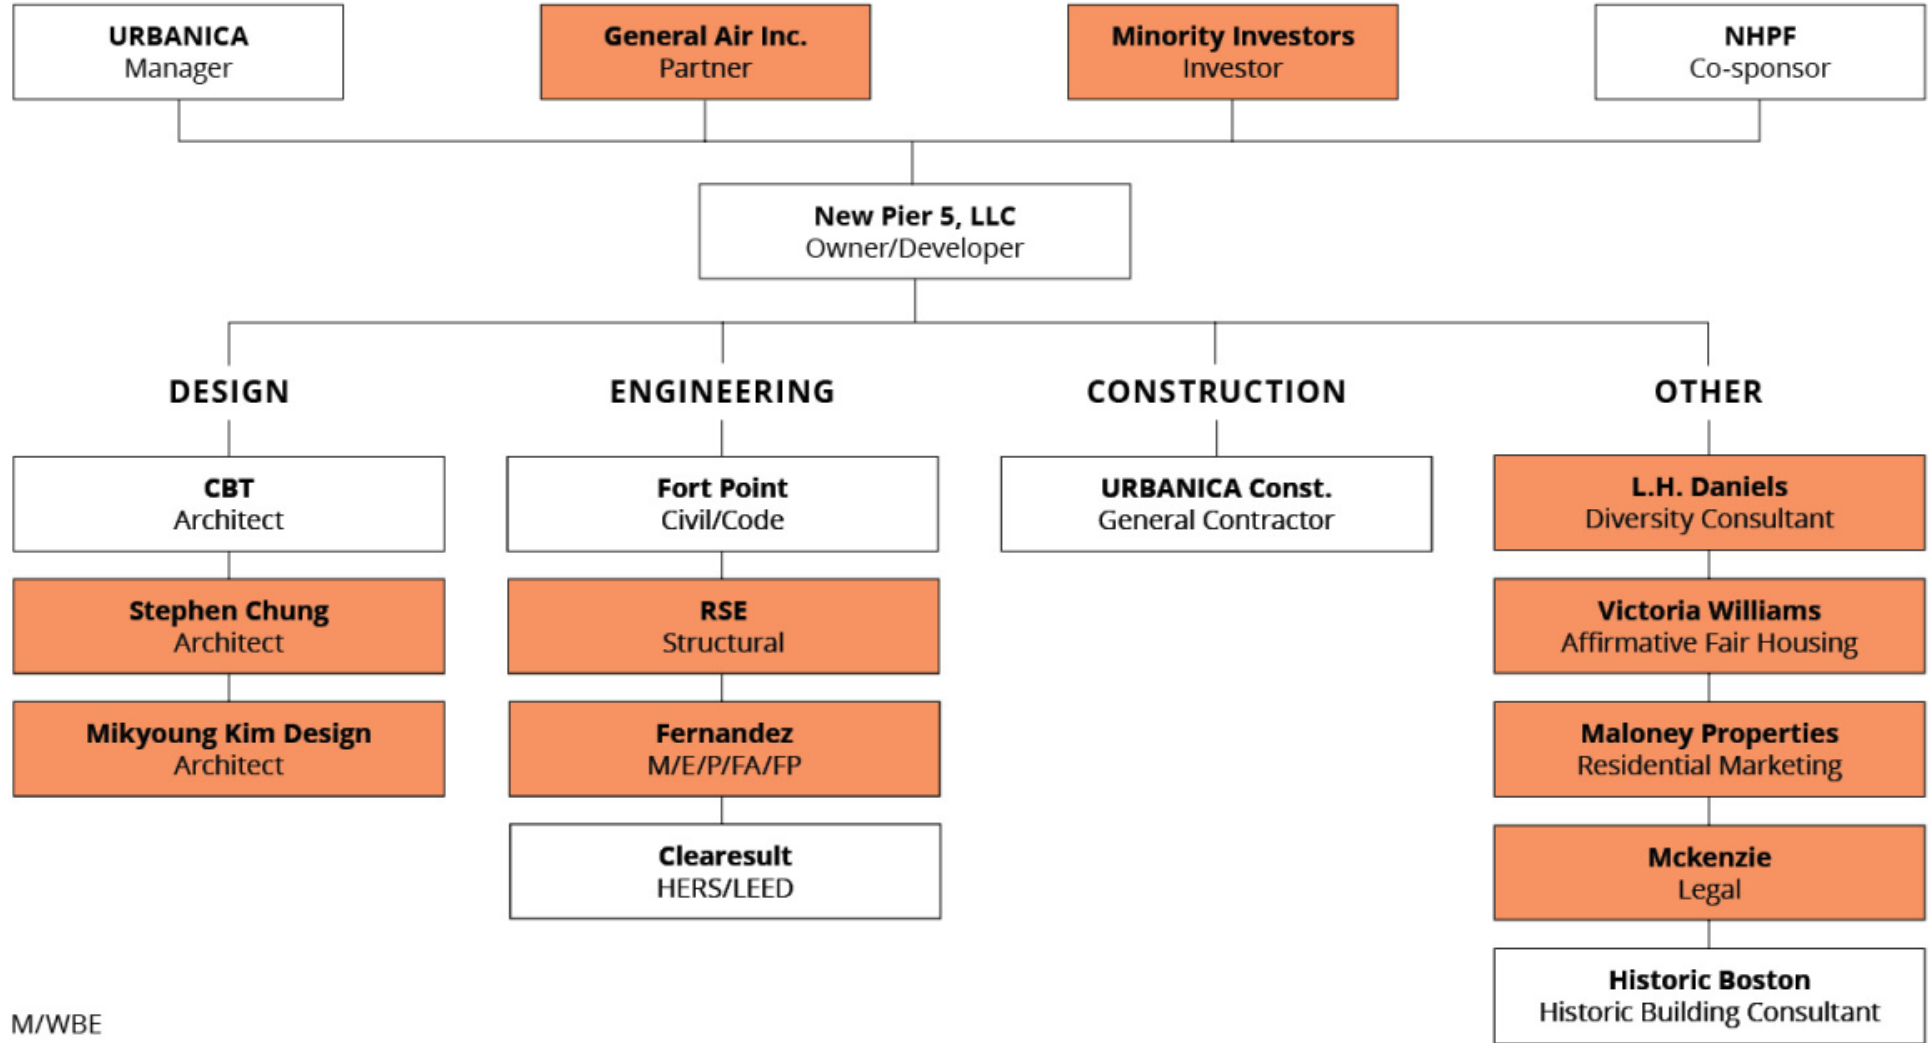 URBANICA
Manager
General Air Inc.
Partner
Minority Investors
Investor
NHPF
Co-sponsor
New Pier 5, LLC
Owner/Developer
DESIGN
ENGINEERING
CONSTRUCTION
OTHER
CBT
Architect
Stephen Chung
Architect
Mikyoung Kim Design
Architect
Fort Point
Civil/Code
RSE
Structural
Fernandez
M/E/P/FA/FP
Clearesult
HERS/LEED
URBANICA Const.
General Contractor
L.H. Daniels
Diversity Consultant
Victoria Williams
Affirmative Fair Housing
Maloney Properties
Residential Marketing
Mckenzie
Legal
Historic Boston
Historic Building Consultant
M/WBE